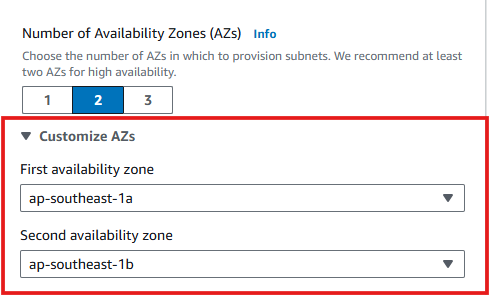 Number of Availability Zones (AZs) Info
Choose the number of AZs in which to provision subnets. We recommend at least
two AZs for high availability.
1 2 3
Customize AZs
First availability zone
ap-southeast-1a
Second availability zone
ap-southeast-1b